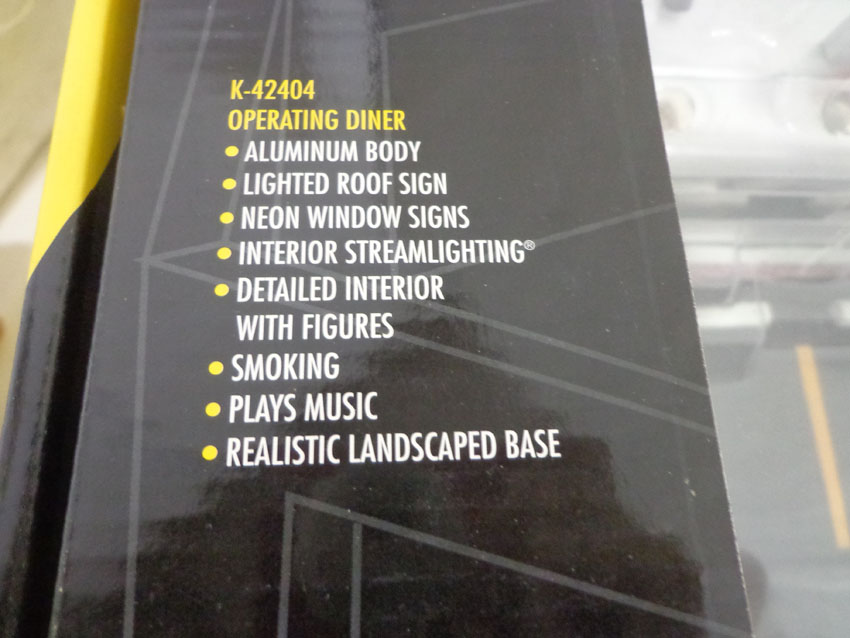 K-42404
OPERATING DINER
• ALUMINUM BODY
• LIGHTED ROOF SIGN
• NEON WINDOW SIGNS
• INTERIOR STREAMLIGHTING®
• DETAILED INTERIOR
WITH FIGURES
• SMOKING
• PLAYS MUSIC
• REALISTIC LANDSCAPED BASE